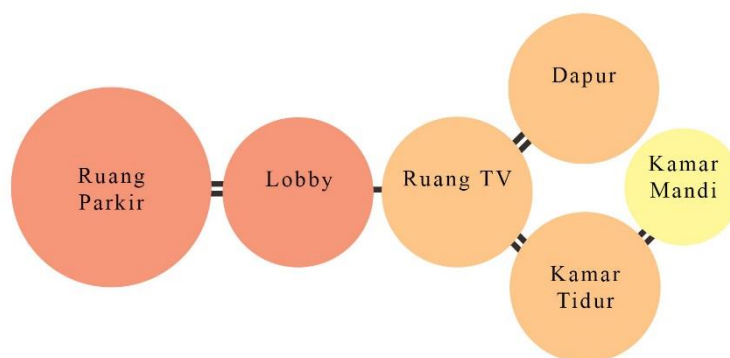 Ruang
Parkir
Lobby
Ruang TV
Dapur
Kamar
Mandi
Kamar
Tidur